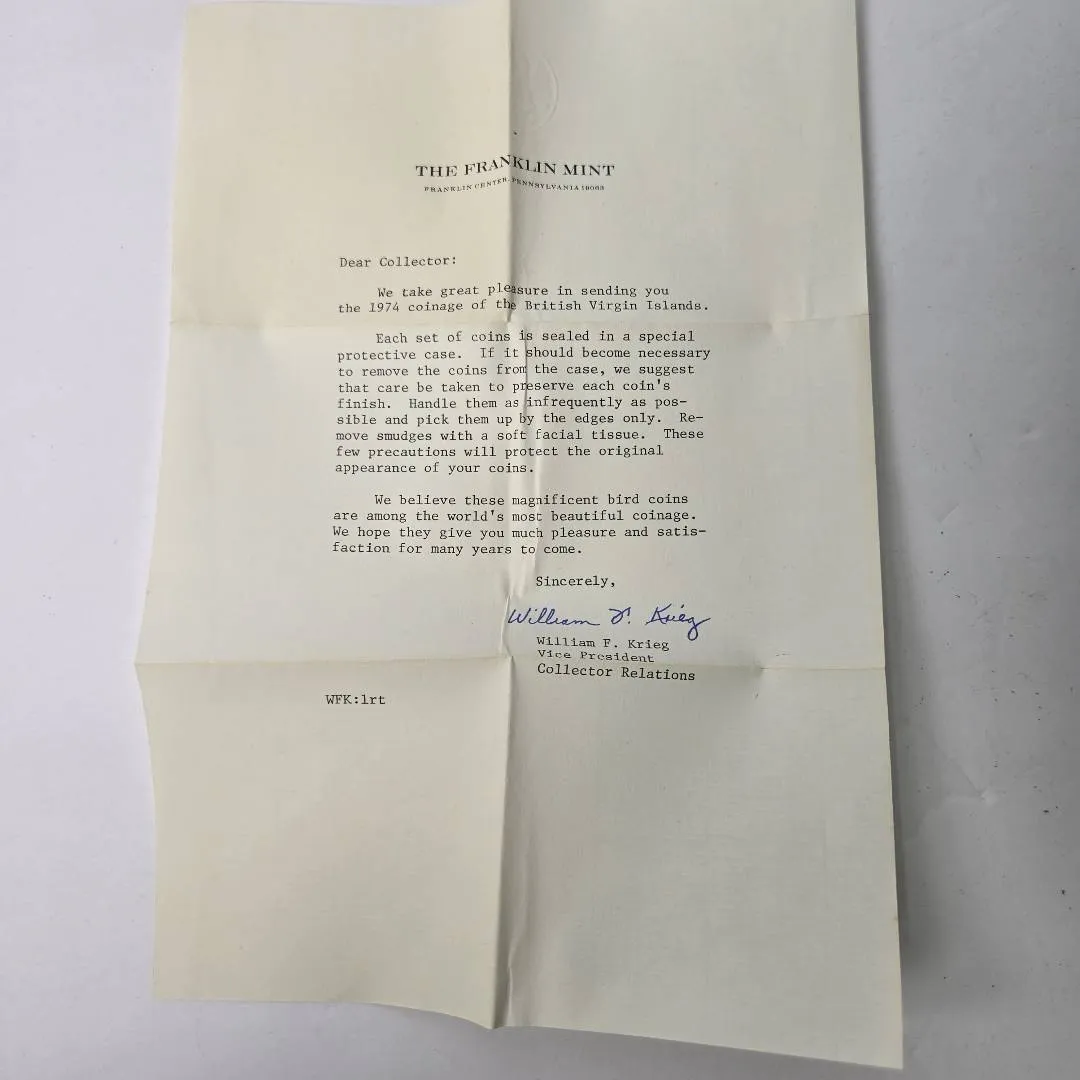 THE FRANKLIN MINT
FRANKLIN CENTER, PENNSYLVANIA 19063
Dear Collector:
We take great pleasure in sending you
the 1974 coinage of the British Virgin Islands.
Each set of coins is sealed in a special
protective case. If it should become necessary
to remove the coins from the case, we suggest
that care be taken to preserve each coin's
finish. Handle them as infrequently as pos-
sible and pick them up by the edges only. Re-
move smudges with a soft facial tissue. These
few precautions will protect the original
appearance of your coins.
We believe these magnificent bird coins
are among the world's most beautiful coinage.
We hope they give you much pleasure and satis-
faction for many years to come.
Sincerely,
William F. Krieg
William F. Krieg
Vice President
Collector Relations
WFK:lrt